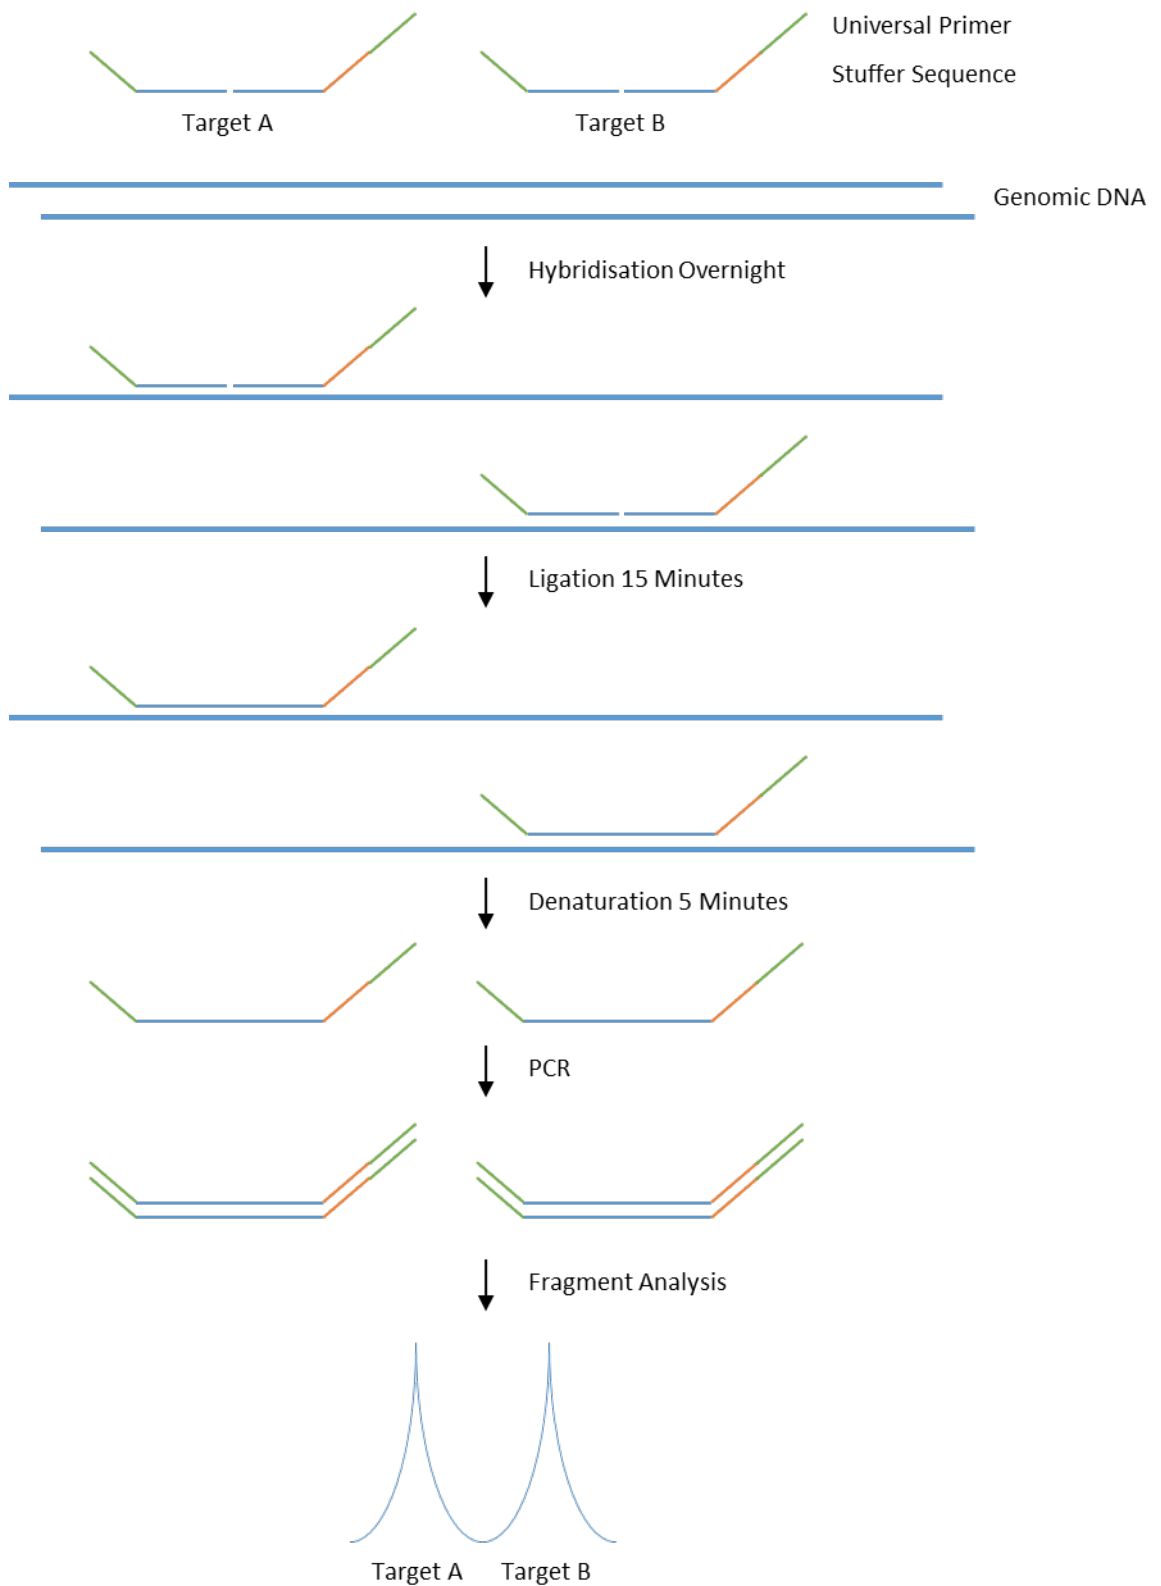 Universal Primer
Stuffer Sequence
Target A
Target B
Genomic DNA
Hybridisation Overnight
Ligation 15 Minutes
Denaturation 5 Minutes
PCR
Fragment Analysis
Target A
Target B